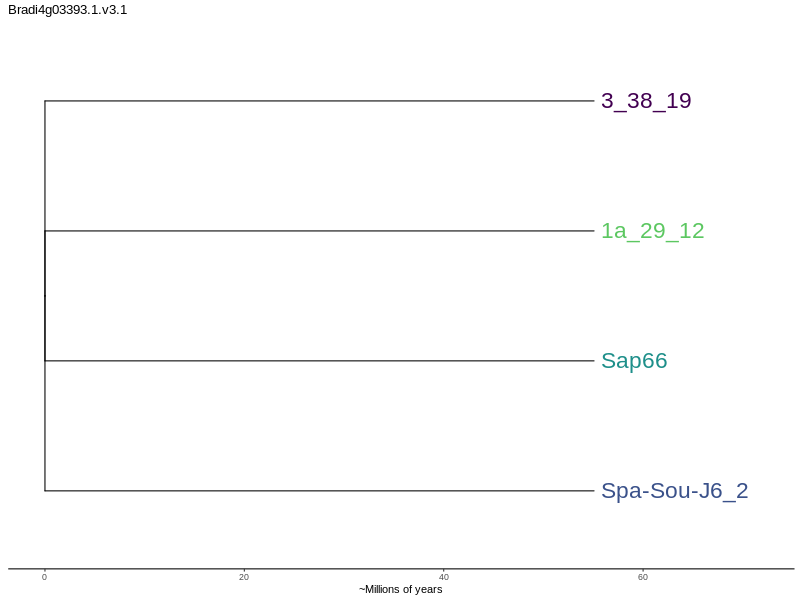 Bradi4g03393.1.v3.1
3_38_19
1a_29_12
Sap66
Spa-Sou-J6_2
0 20 40 60
~Millions of years